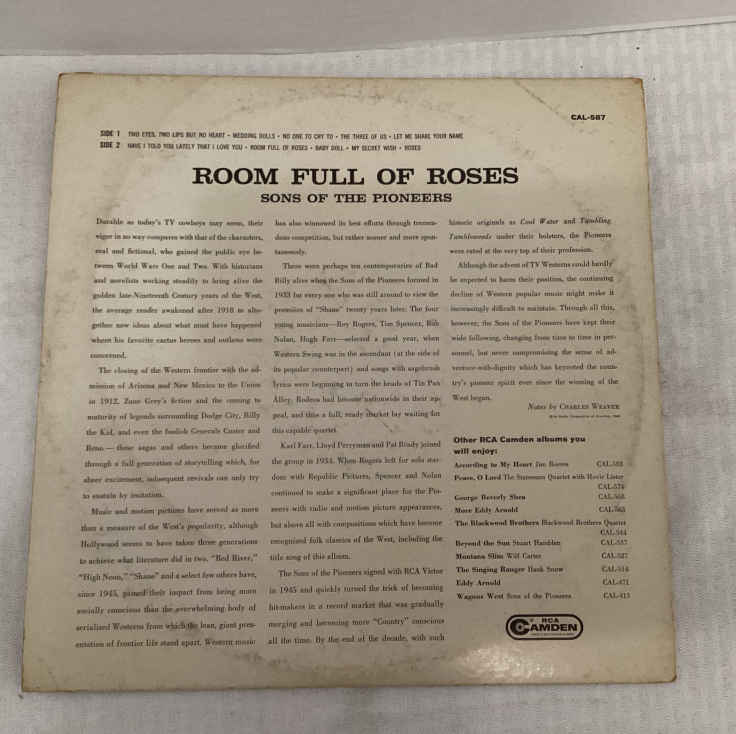 CAL-587
SIDE 1 TWO EYES, TWO LIPS BUT NO HEART • WEDDING DOLLS • NO ONE TO CRY TO • THE THREE OF US • LET ME SHARE YOUR NAME
SIDE 2 HAVE I TOLD YOU LATELY THAT I LOVE YOU • ROOM FULL OF ROSES • BABY DOLL • MY SECRET WISH • ROSES
ROOM FULL OF ROSES
SONS OF THE PIONEERS
Durable as today's TV cowboys may seem, their
vigor in no way compares with that of the characters,
real and fictional, who gained the public eye be-
tween World Wars One and Two. With historians
and novelists working steadily to bring alive the
golden late-Nineteenth Century years of the West,
the average reader awakened after 1918 to alto-
gether new ideas about what must have happened
where his favorite cactus heroes and outlaws were
concerned.
The closing of the Western frontier with the ad-
mission of Arizona and New Mexico to the Union
in 1912, Zane Grey's fiction and the coming to
maturity of legends surrounding Dodge City, Billy
the Kid, and even the foolish Generals Custer and
Reno — these sagas and others became glorified
through a full generation of storytelling which, for
sheer excitement, subsequent revivals can only try
to sustain by imitation.
Music and motion pictures have served as more
than a measure of the West's popularity, although
Hollywood seems to have taken three generations
to achieve what literature did in two. "Red River,"
"High Noon," "Shane" and a select few others have,
since 1945, gained their impact from being more
socially conscious than the overwhelming body of
serialized Westerns from which the lean, giant pres-
entation of frontier life stand apart. Western music
has also winnowed its best efforts through tremen-
dous competition, but rather sooner and more spon-
taneously.
There were perhaps ten contemporaries of Bad
Billy alive when the Sons of the Pioneers formed in
1933 for every one who was still around to view the
premiere of "Shane" twenty years later. The four
young musicians—Roy Rogers, Tim Spencer, Bob
Nolan, Hugh Farr—selected a good year, when
Western Swing was in the ascendant (at the side of
its popular counterpart) and songs with sagebrush
lyrics were beginning to turn the heads of Tin Pan
Alley. Rodeos had become nationwide in their ap-
peal, and thus a full, ready market lay waiting for
this capable quartet.
Karl Farr, Lloyd Perryman and Pat Brady joined
the group in 1934. When Rogers left for solo star-
dom with Republic Pictures, Spencer and Nolan
continued to make a significant place for the Pio-
neers with radio and motion picture appearances,
but above all with compositions which have become
recognized folk classics of the West, including the
title song of this album.
The Sons of the Pioneers signed with RCA Victor
in 1945 and quickly turned the trick of becoming
hit-makers in a record market that was gradually
merging and becoming more "Country" conscious
all the time. By the end of the decade, with such
historic originals as Cool Water and Tumbling
Tumbleweeds under their holsters, the Pioneers
were rated at the very top of their profession.
Although the advent of TV Westerns could hardly
be expected to harm their position, the continuing
decline of Western popular music might make it
increasingly difficult to maintain. Through all this,
however, the Sons of the Pioneers have kept their
wide following, changing from time to time in per-
sonnel, but never compromising the sense of ad-
venture-with-dignity which has keynoted the coun-
try's pioneer spirit ever since the winning of the
West began.
Notes by CHARLES WEAVER
Other RCA Camden albums you
will enjoy:
According to My Heart Jim Reeves CAL-583
Peace, O Lord The Statesmen Quartet with Hovie Lister
CAL-574
George Beverly Shea CAL-568
More Eddy Arnold CAL-563
The Blackwood Brothers Blackwood Brothers Quartet
CAL-544
Beyond the Sun Stuart Hamblen CAL-537
Montana Slim Wilf Carter CAL-527
The Singing Ranger Hank Snow CAL-514
Eddy Arnold CAL-471
Wagons West Sons of the Pioneers CAL-413
RCA
CAMDEN